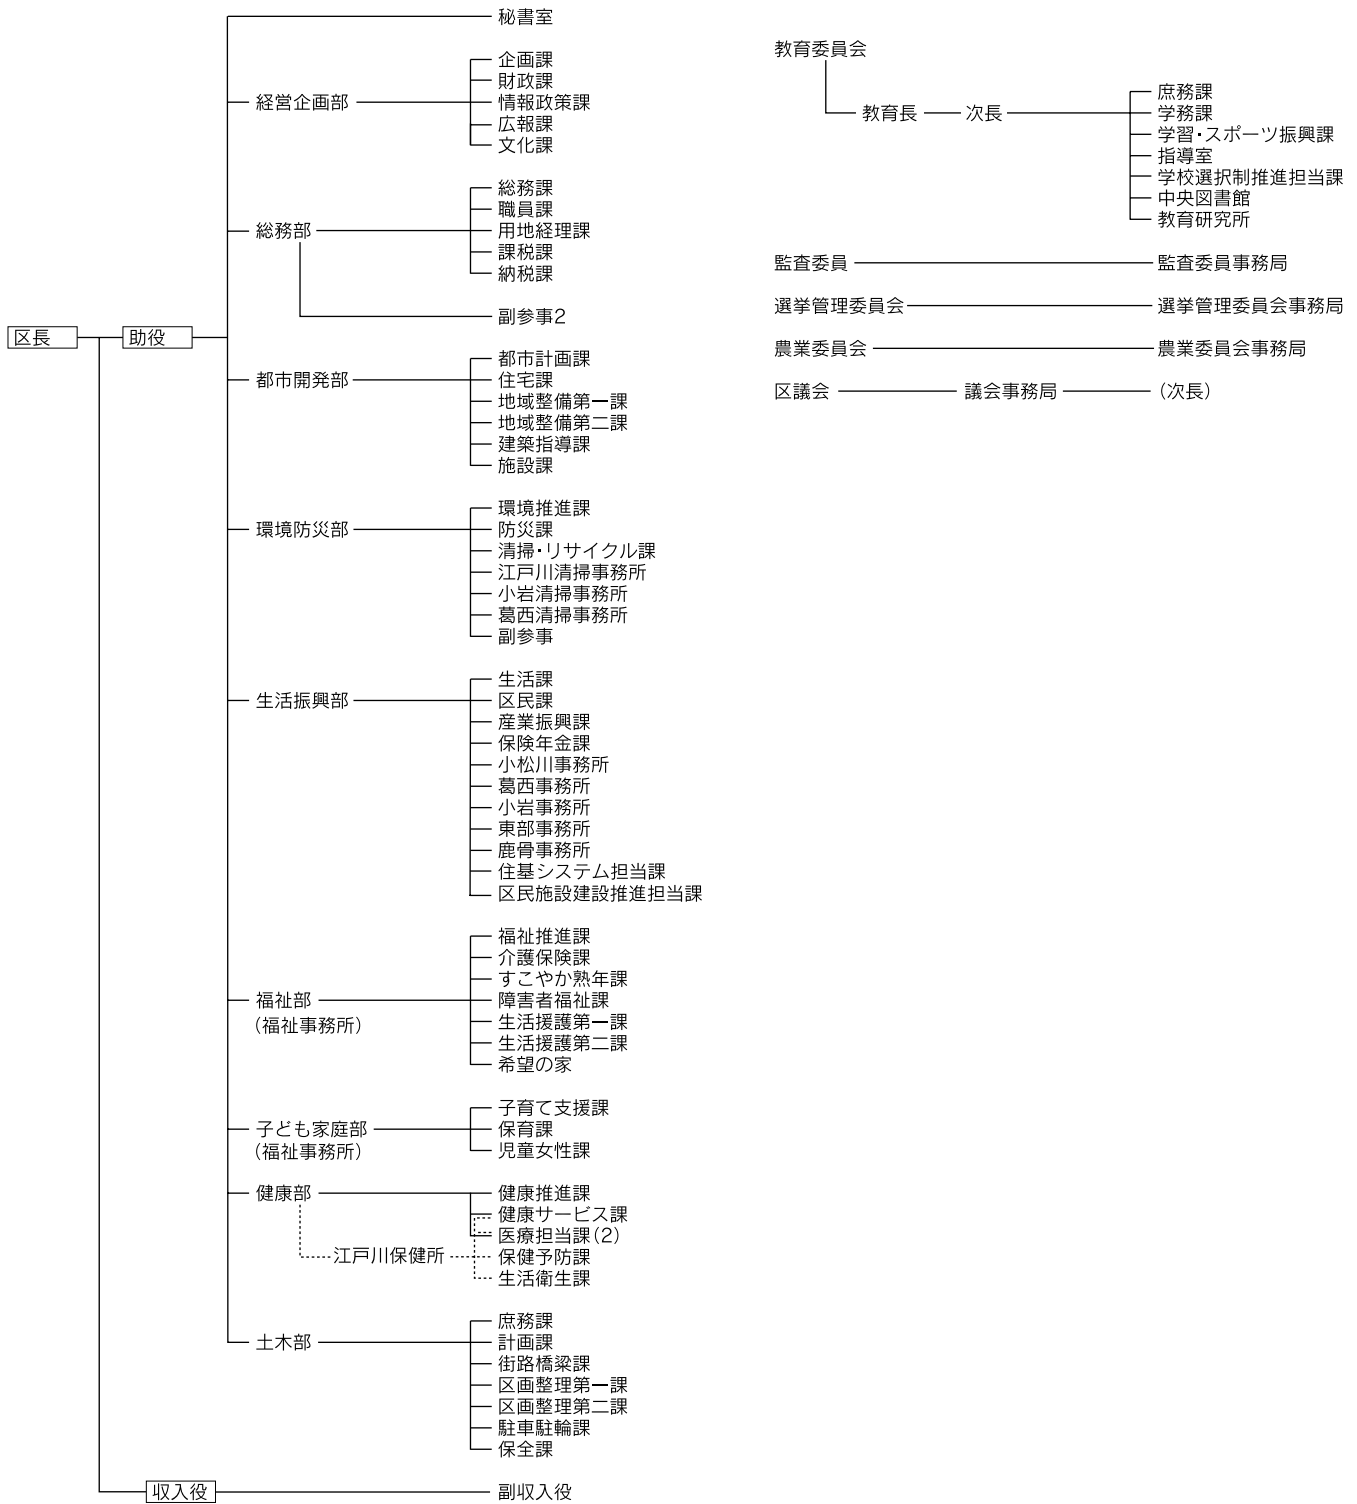 区長
助役
秘書室
経営企画部
企画課
財政課
情報政策課
広報課
文化課
総務部
総務課
職員課
用地経理課
課税課
納税課
副参事2
都市開発部
都市計画課
住宅課
地域整備第一課
地域整備第二課
建築指導課
施設課
環境防災部
環境推進課
防災課
清掃・リサイクル課
江戸川清掃事務所
小岩清掃事務所
葛西清掃事務所
副参事
生活振興部
生活課
区民課
産業振興課
保険年金課
小松川事務所
葛西事務所
小岩事務所
東部事務所
鹿骨事務所
住基システム担当課
区民施設建設推進担当課
福祉部
(福祉事務所)
福祉推進課
介護保険課
すこやか熟年課
障害者福祉課
生活援護第一課
生活援護第二課
希望の家
子ども家庭部
(福祉事務所)
子育て支援課
保育課
児童女性課
健康部
江戸川保健所
健康推進課
健康サービス課
医療担当課(2)
保健予防課
生活衛生課
土木部
庶務課
計画課
街路橋梁課
区画整理第一課
区画整理第二課
駐車駐輪課
保全課
収入役
副収入役
教育委員会
教育長
次長
庶務課
学務課
学習・スポーツ振興課
指導室
学校選択制推進担当課
中央図書館
教育研究所
監査委員
監査委員事務局
選挙管理委員会
選挙管理委員会事務局
農業委員会
農業委員会事務局
区議会
議会事務局
(次長)